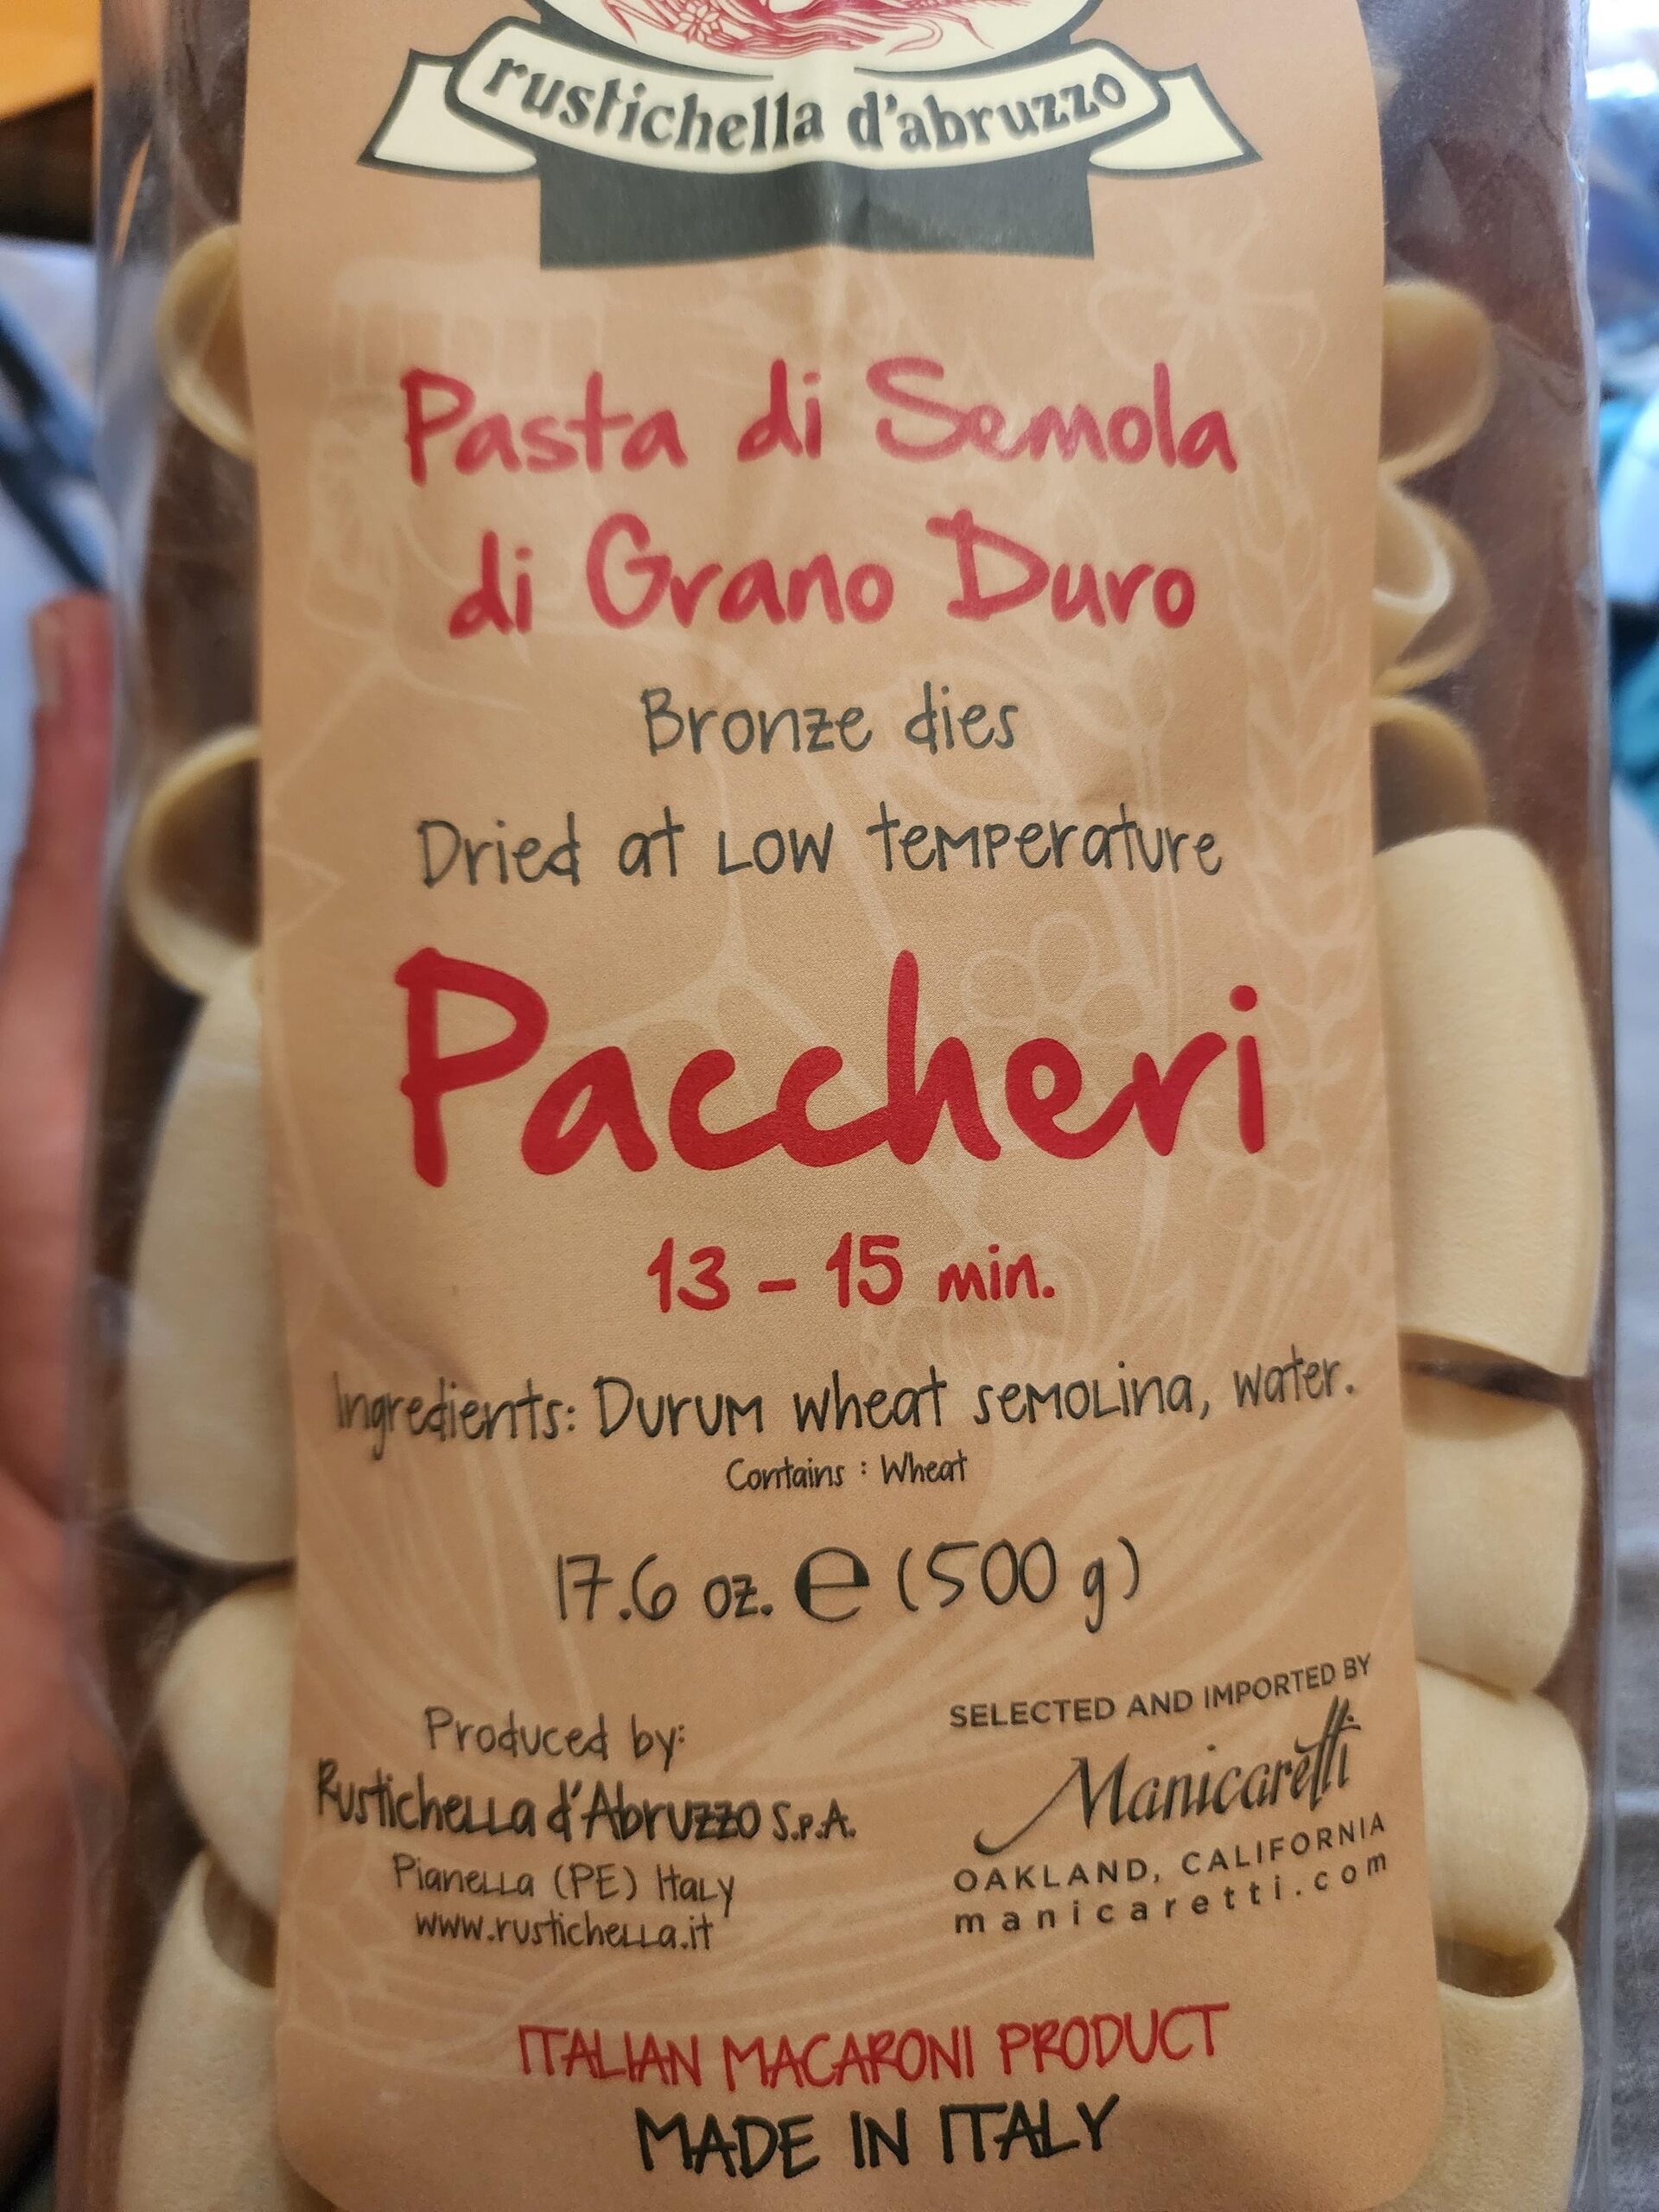 rustichella d'abruzzo
Pasta di Semola
di Grano Duro
Bronze dies
Dried at Low temperature
Paccheri
13 - 15 min.
Ingredients: Durum wheat semolina, water.
Contains : Wheat
17.6 oz. ℮ (500 g)
Produced by:
Rustichella d'Abruzzo S.p.A.
Pianella (PE) Italy
www.rustichella.it
SELECTED AND IMPORTED BY
Manicaretti
OAKLAND, CALIFORNIA
manicaretti.com
ITALIAN MACARONI PRODUCT
MADE IN ITALY